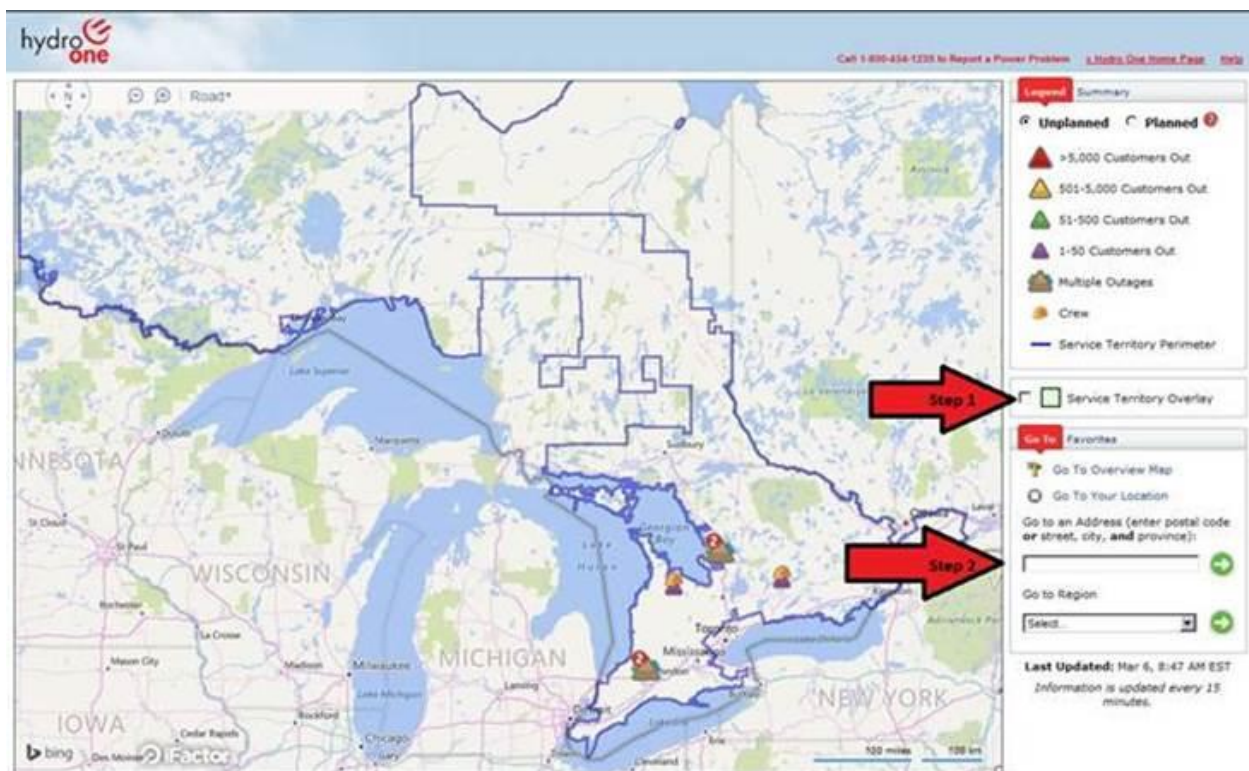 hydro
one
Call 1-800-434-1235 to Report a Power Problem
Hydro One Home Page
Help
N
Road
Legend
Summary
Unplanned
Planned
>5,000 Customers Out
501-5,000 Customers Out
51-500 Customers Out
1-50 Customers Out
Multiple Outages
Crew
Service Territory Perimeter
Step 1
Service Territory Overlay
Go To
Favorites
Go To Overview Map
Go To Your Location
Go to an Address (enter postal code
or street, city, and province):
Step 2
Go to Region
Select...
Last Updated: Mar 6, 8:47 AM EST
Information is updated every 15
minutes.
Lake Superior
Duluth
Marquette
Sudbury
Laval
St Cloud
St Paul
Georgian
Bay
Lake
Huron
WISCONSIN
Rochester
La Crosse
Toronto
Mason City
Madison
Milwaukee
MICHIGAN
Lansing
Lake Michigan
NEW YORK
Rockford
IOWA
Cedar Rapids
Chicago
Gary
Erie
Cleveland
bing
Des Moines
iFactor
100 miles
100 km